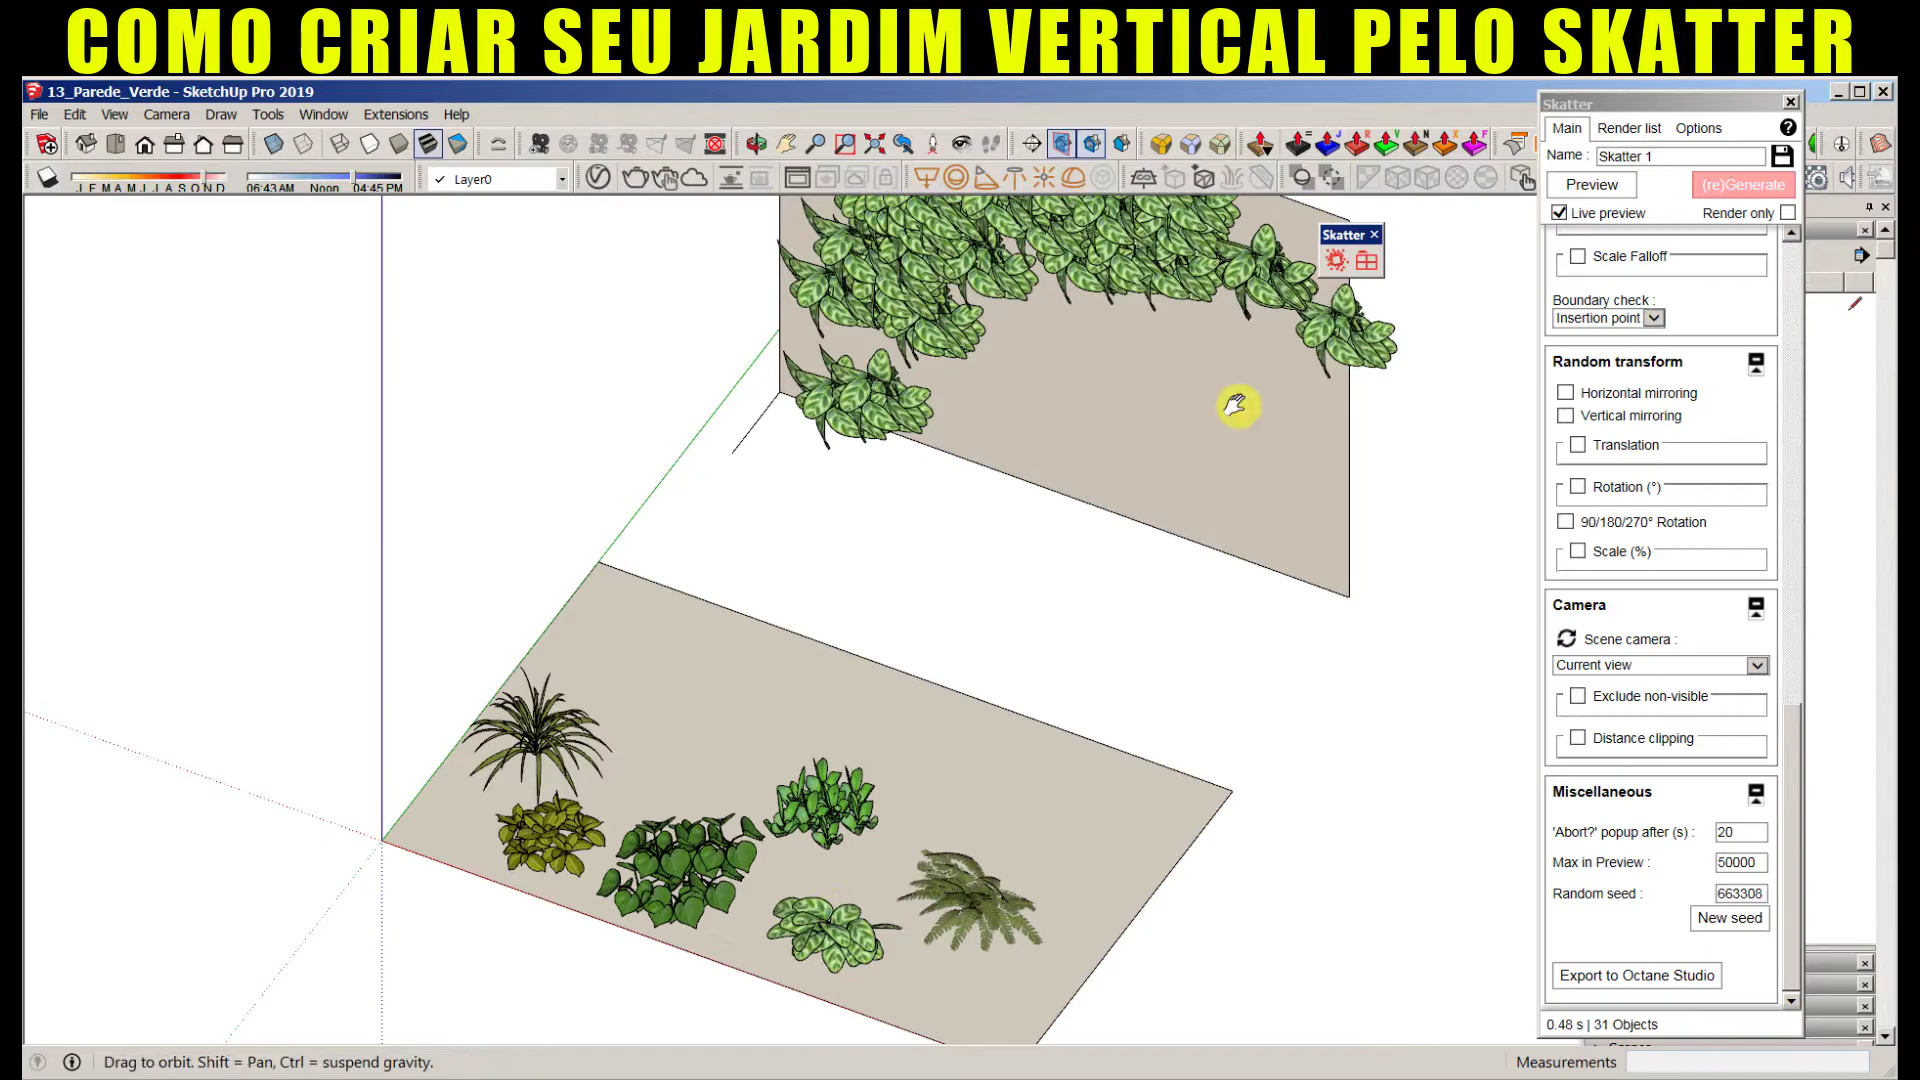 COMO CRIAR SEU JARDIM VERTICAL PELO SKATTER
13_Parede_Verde - SketchUp Pro 2019
File Edit View Camera Draw Tools Window Extensions Help
J F M A M J J A S O N D
06:43 AM Noon 04:45 PM
Layer0
Skatter
Skatter
Main Render list Options
Name : Skatter 1
Preview (re)Generate
Live preview Render only
Scale Falloff
Boundary check :
Insertion point
Random transform
Horizontal mirroring
Vertical mirroring
Translation
Rotation (°)
90/180/270° Rotation
Scale (%)
Camera
Scene camera :
Current view
Exclude non-visible
Distance clipping
Miscellaneous
'Abort?' popup after (s) : 20
Max in Preview : 50000
Random seed : 663308
New seed
Export to Octane Studio
0.48 s | 31 Objects
Drag to orbit. Shift = Pan, Ctrl = suspend gravity.
Measurements